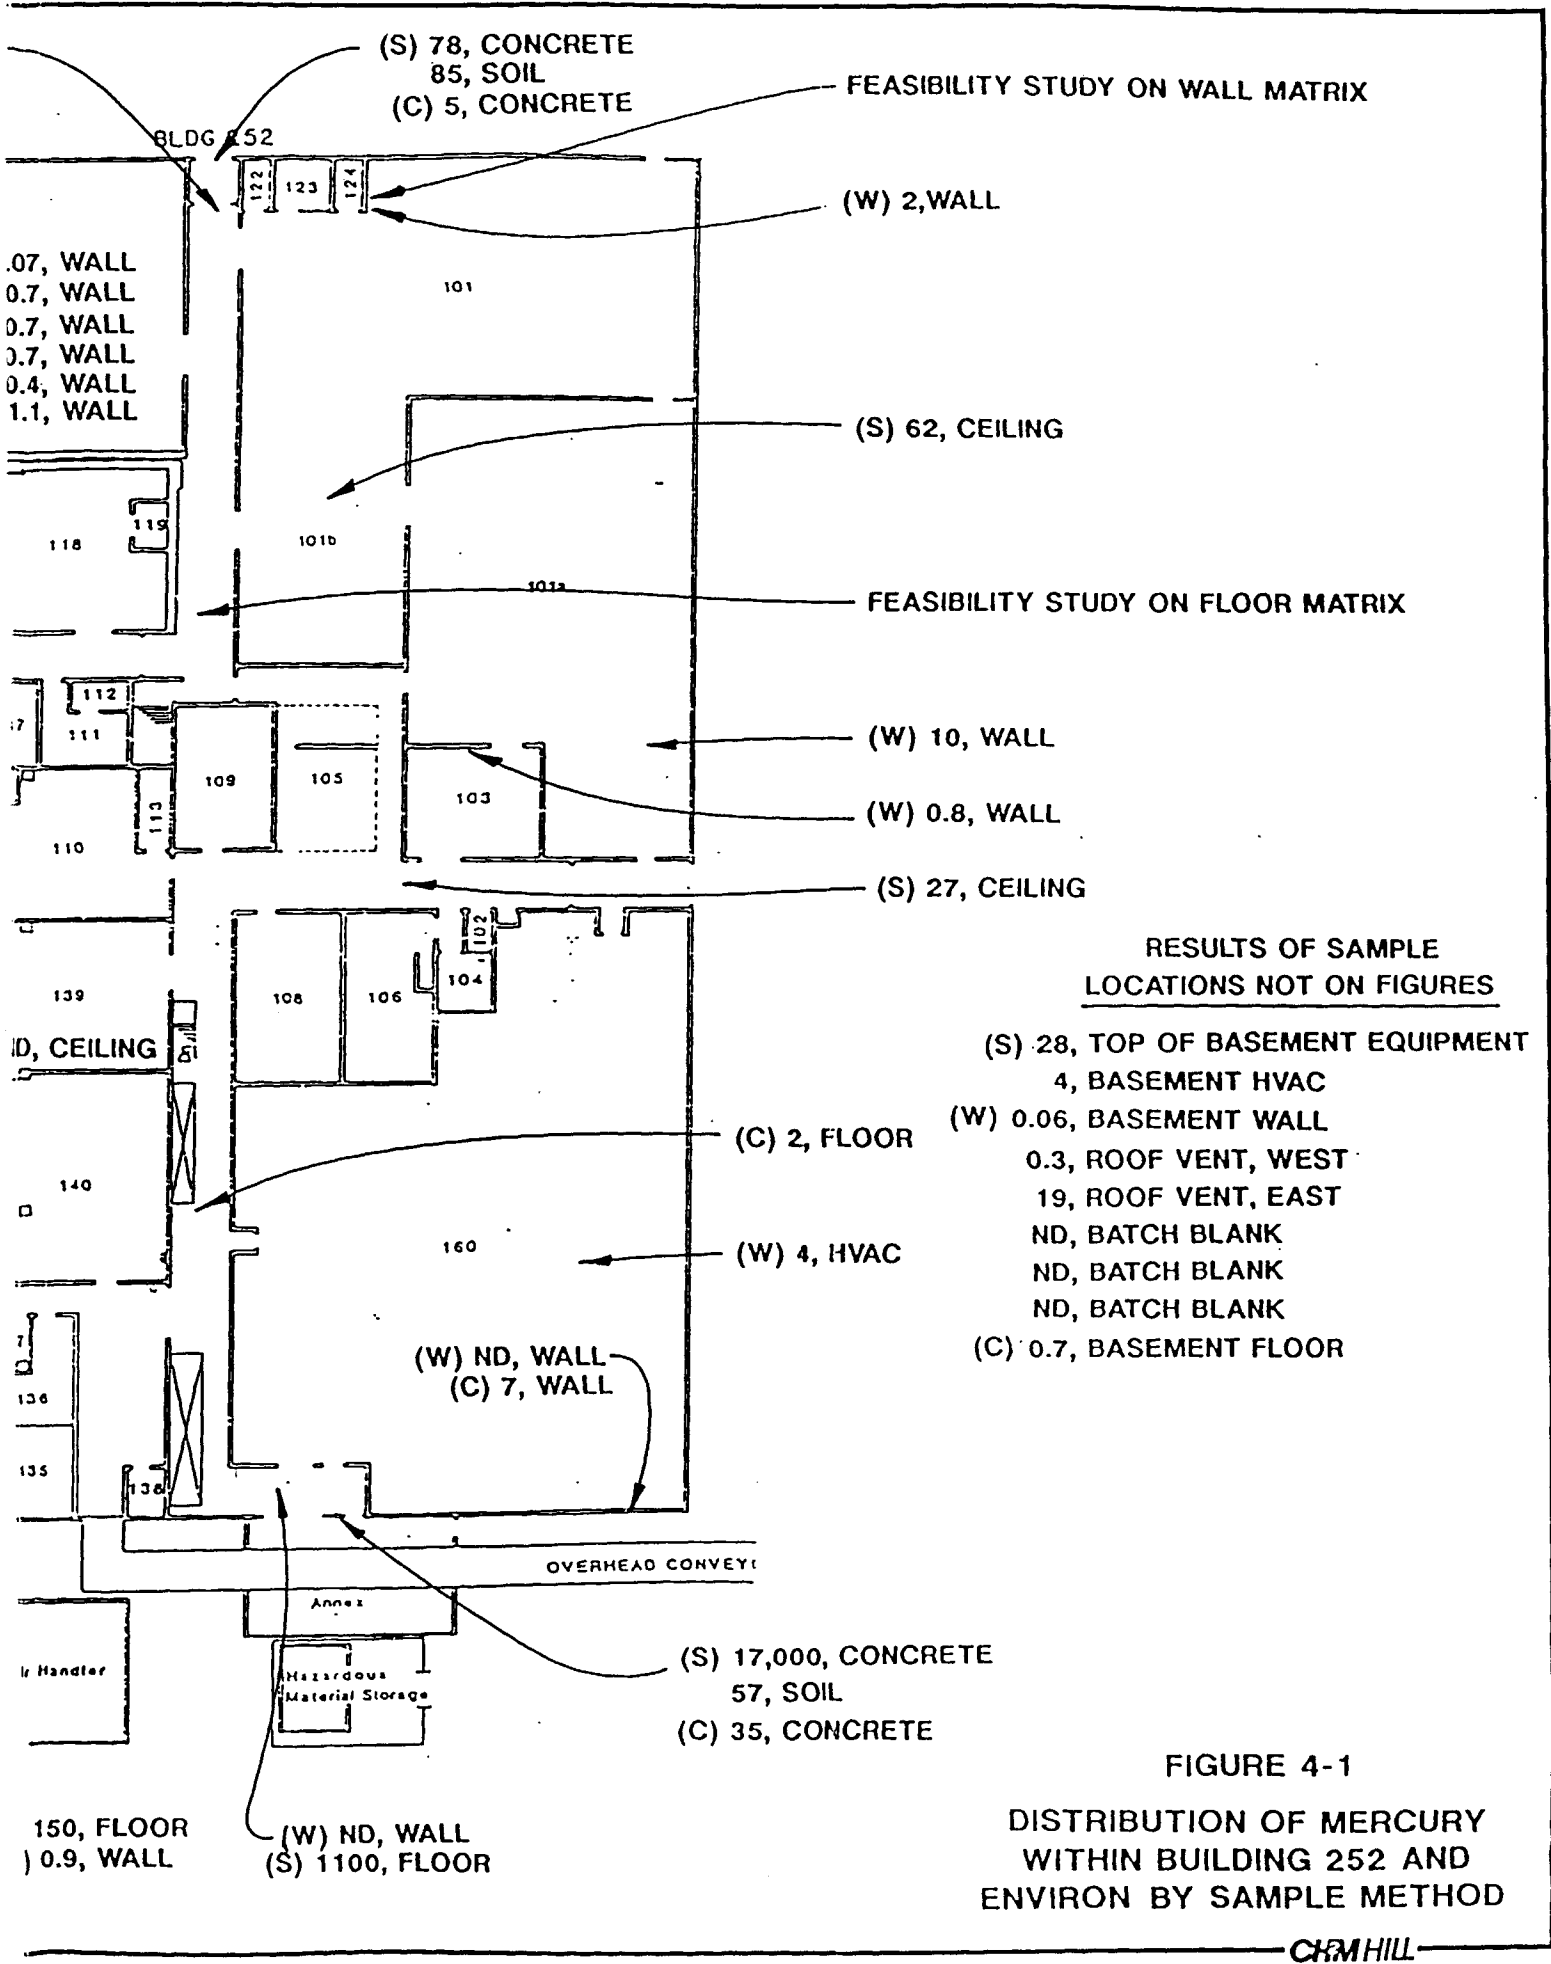 (S) 78, CONCRETE
85, SOIL
(C) 5, CONCRETE
FEASIBILITY STUDY ON WALL MATRIX
BLDG 252
122
123
124
(W) 2,WALL
.07, WALL
0.7, WALL
0.7, WALL
0.7, WALL
0.4, WALL
1.1, WALL
101
(S) 62, CEILING
119
118
101b
101a
FEASIBILITY STUDY ON FLOOR MATRIX
112
111
7
(W) 10, WALL
109
105
103
113
(W) 0.8, WALL
110
(S) 27, CEILING
102
104
139
108
106
D, CEILING
RESULTS OF SAMPLE
LOCATIONS NOT ON FIGURES
(S) 28, TOP OF BASEMENT EQUIPMENT
4, BASEMENT HVAC
(W) 0.06, BASEMENT WALL
0.3, ROOF VENT, WEST
19, ROOF VENT, EAST
ND, BATCH BLANK
ND, BATCH BLANK
ND, BATCH BLANK
(C) 0.7, BASEMENT FLOOR
(C) 2, FLOOR
140
160
(W) 4, HVAC
7
(W) ND, WALL
(C) 7, WALL
136
135
138
OVERHEAD CONVEY
Annex
Hazardous
Material Storage
r Handler
(S) 17,000, CONCRETE
57, SOIL
(C) 35, CONCRETE
150, FLOOR
) 0.9, WALL
(W) ND, WALL
(S) 1100, FLOOR
FIGURE 4-1
DISTRIBUTION OF MERCURY
WITHIN BUILDING 252 AND
ENVIRON BY SAMPLE METHOD
CH2M HILL